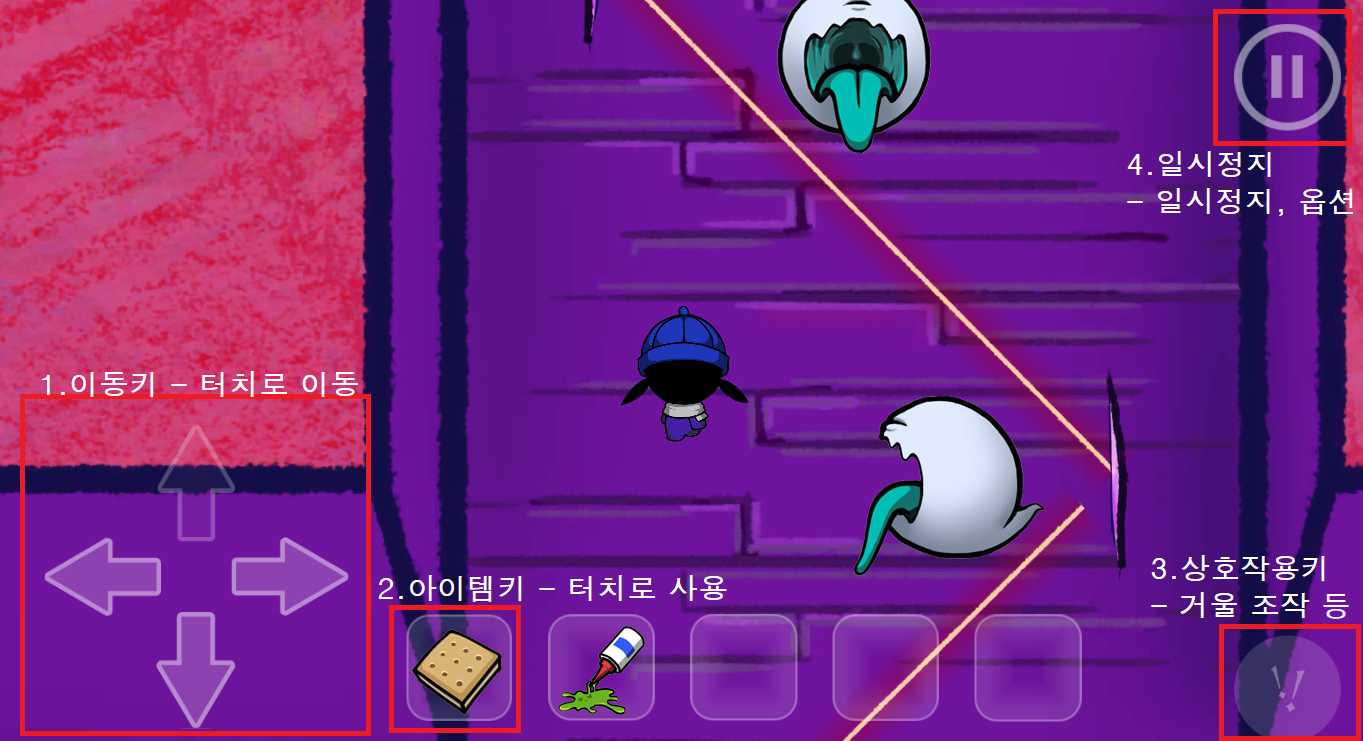 4.일시정지
- 일시정지, 옵션
1.이동키 - 터치로 이동
2.아이템키 - 터치로 사용
3.상호작용키
- 거울 조작 등